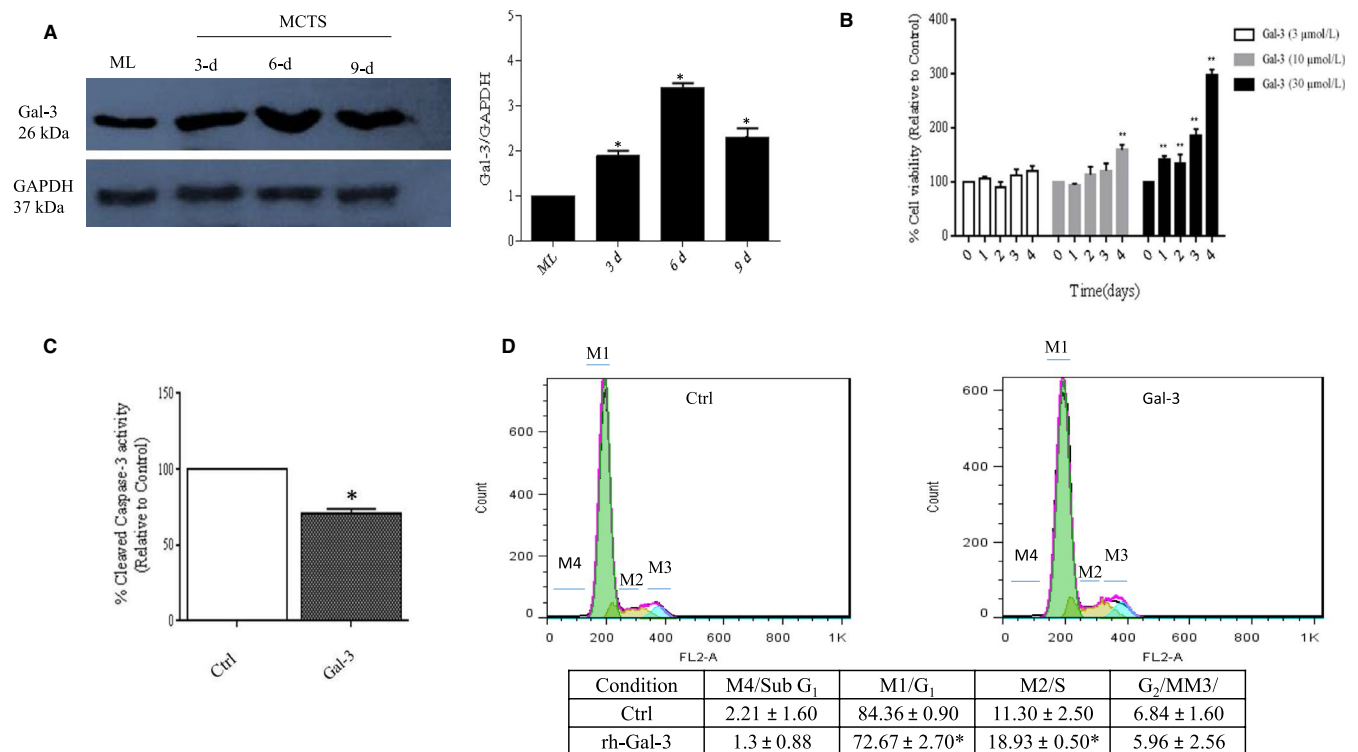 A
MCTS
ML 3-d 6-d 9-d
Gal-3
26 kDa
GAPDH
37 kDa
Gal-3/GAPDH
5
4
3
2
1
0
*
*
*
ML 3 d 6 d 9 d
B
% Cell viability (Relative to Control)
400
300
200
100
0
**
** ** **
**
0 1 2 3 4 0 1 2 3 4 0 1 2 3 4
Time(days)
Gal-3 (3 µmol/L)
Gal-3 (10 µmol/L)
Gal-3 (30 µmol/L)
C
% Cleaved Caspase-3 activity
(Relative to Control)
150
100
50
0
*
Ctrl Gal-3
D
M1
Ctrl
M4
M2
M3
Count
600
400
200
0
0 200 400 600 800 1K
FL2-A
M1
Gal-3
M4
M2
M3
Count
600
400
200
0
0 200 400 600 800 1K
FL2-A
Condition M4/Sub G₁ M1/G₁ M2/S G₂/MM3/
Ctrl 2.21 ± 1.60 84.36 ± 0.90 11.30 ± 2.50 6.84 ± 1.60
rh-Gal-3 1.3 ± 0.88 72.67 ± 2.70* 18.93 ± 0.50* 5.96 ± 2.56